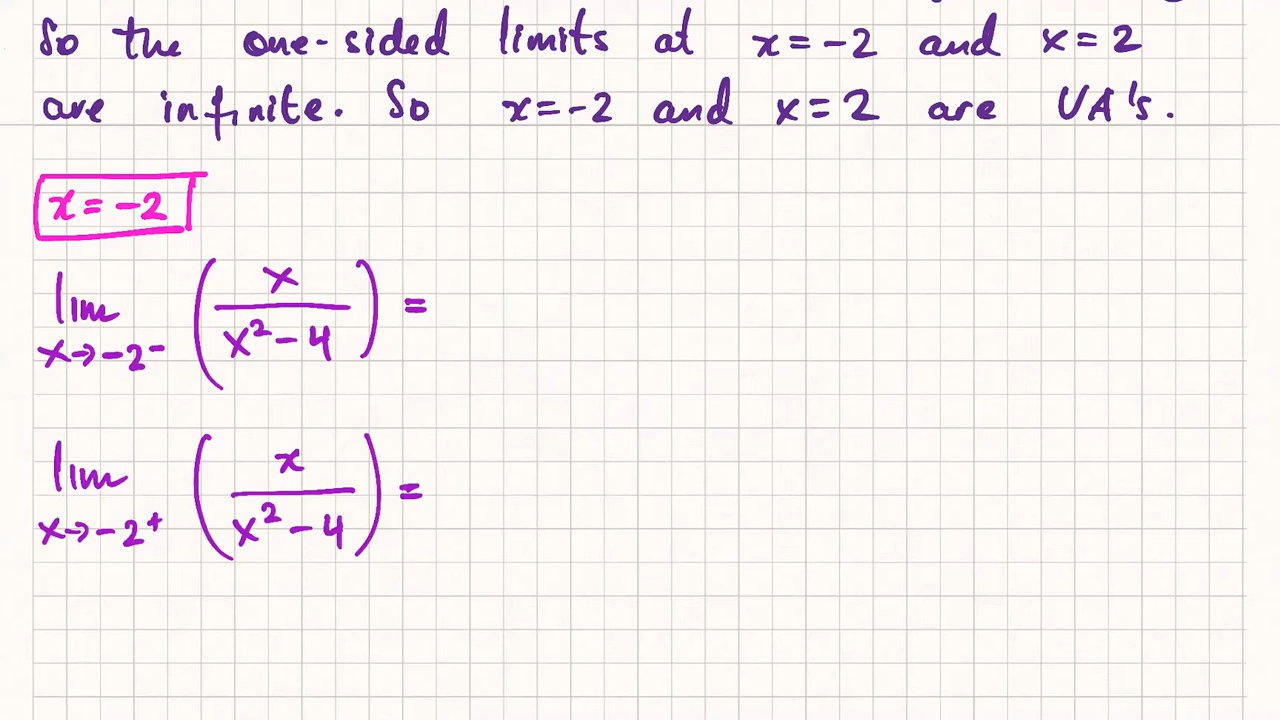 So the one-sided limits at x = -2 and x = 2
are infinite. So x = -2 and x = 2 are VA's.
x = -2
lim x→-2⁻ (x / (x² - 4)) =
lim x→-2⁺ (x / (x² - 4)) =